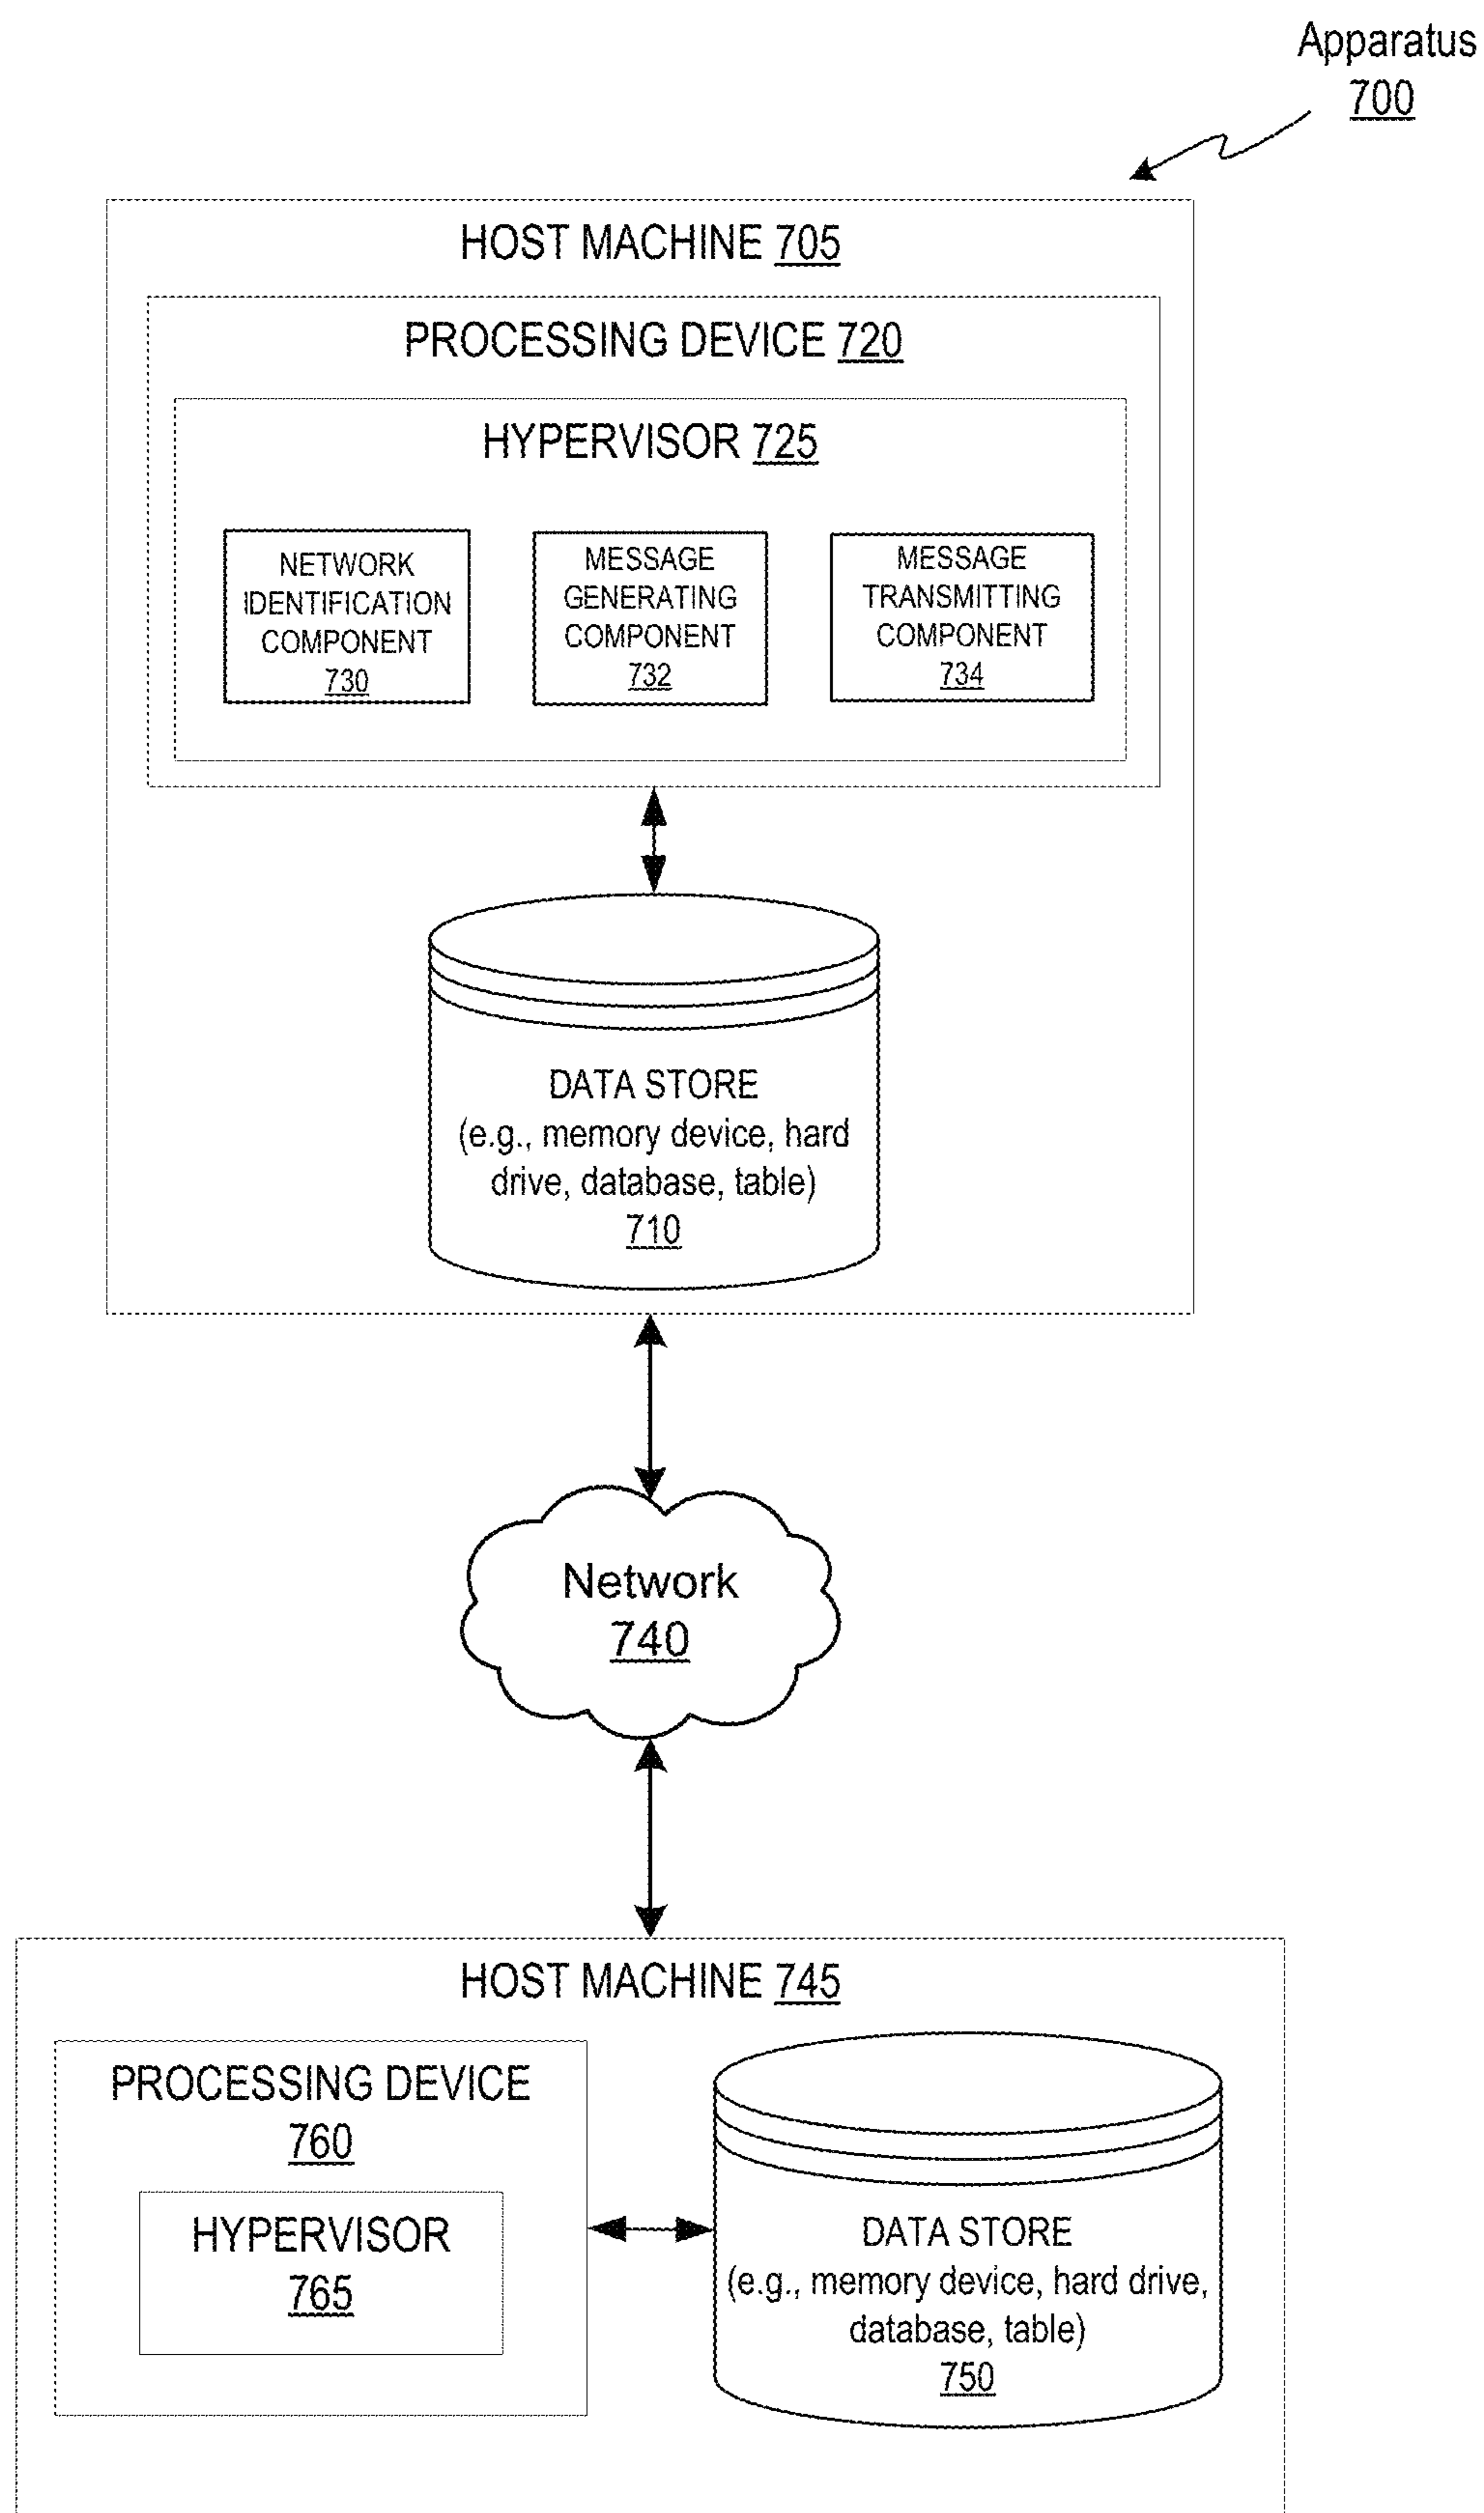 Apparatus
700
HOST MACHINE 705
PROCESSING DEVICE 720
HYPERVISOR 725
NETWORK
IDENTIFICATION
COMPONENT
730
MESSAGE
GENERATING
COMPONENT
732
MESSAGE
TRANSMITTING
COMPONENT
734
DATA STORE
(e.g., memory device, hard
drive, database, table)
710
Network
740
HOST MACHINE 745
PROCESSING DEVICE
760
HYPERVISOR
765
DATA STORE
(e.g., memory device, hard drive,
database, table)
750